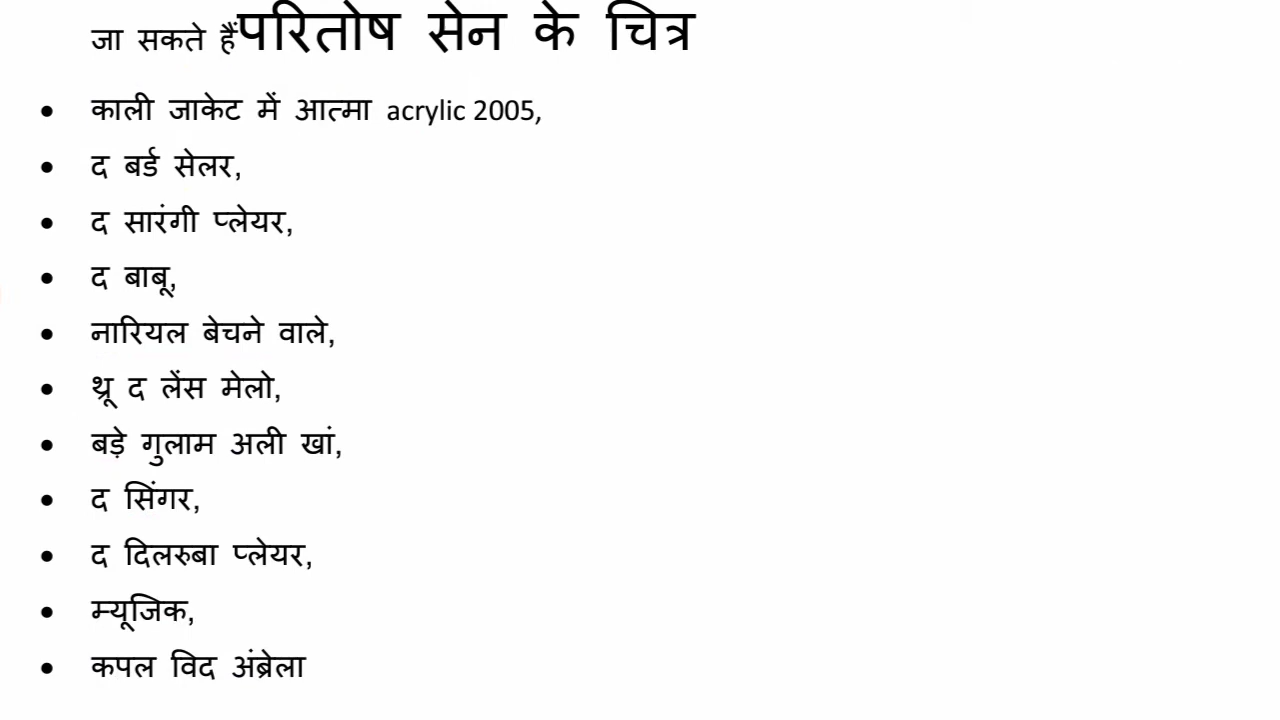 जा सकते हैंपरितोष सेन के चित्र
• काली जाकेट में आत्मा acrylic 2005,
• द बर्ड सेलर,
• द सारंगी प्लेयर,
• द बाबू,
• नारियल बेचने वाले,
• थ्रू द लेंस मेलो,
• बड़े गुलाम अली खां,
• द सिंगर,
• द दिलरुबा प्लेयर,
• म्यूजिक,
• कपल विद अंब्रेला